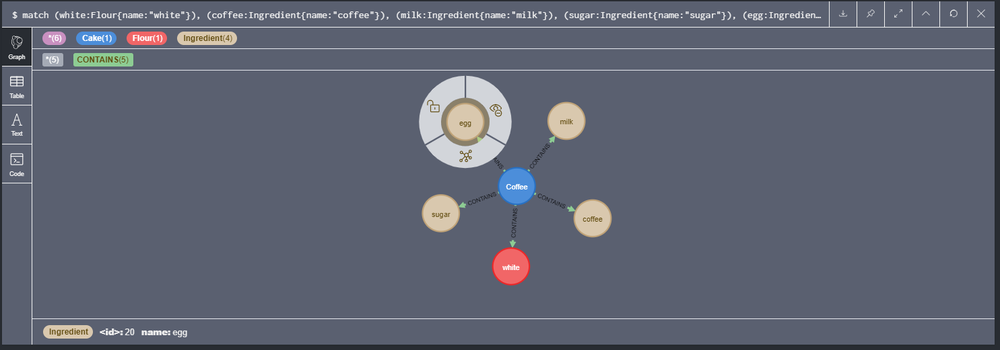 $ match (white:Flour{name:"white"}), (coffee:Ingredient{name:"coffee"}), (milk:Ingredient{name:"milk"}), (sugar:Ingredient{name:"sugar"}), (egg:Ingredien…
*(6) Cake(1) Flour(1) Ingredient(4)
Graph
*(5) CONTAINS(5)
Table
Text
Code
egg
milk
AINS
CONTAINS
Coffee
CONTAINS
CONTAINS
sugar
coffee
CONTAINS
white
Ingredient <id>: 20 name: egg